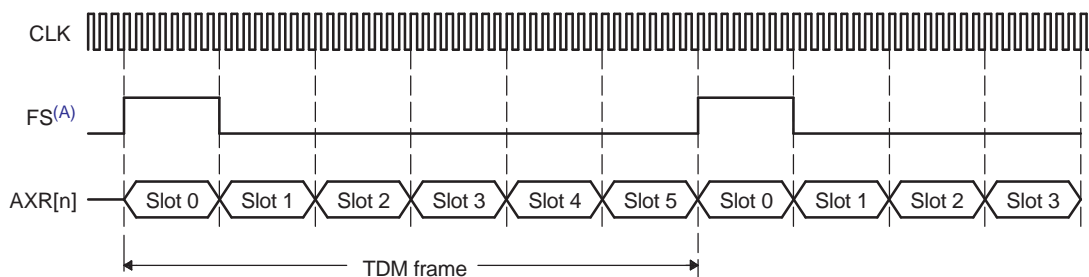 CLK
FS(A)
AXR[n] Slot 0 Slot 1 Slot 2 Slot 3 Slot 4 Slot 5 Slot 0 Slot 1 Slot 2 Slot 3
TDM frame